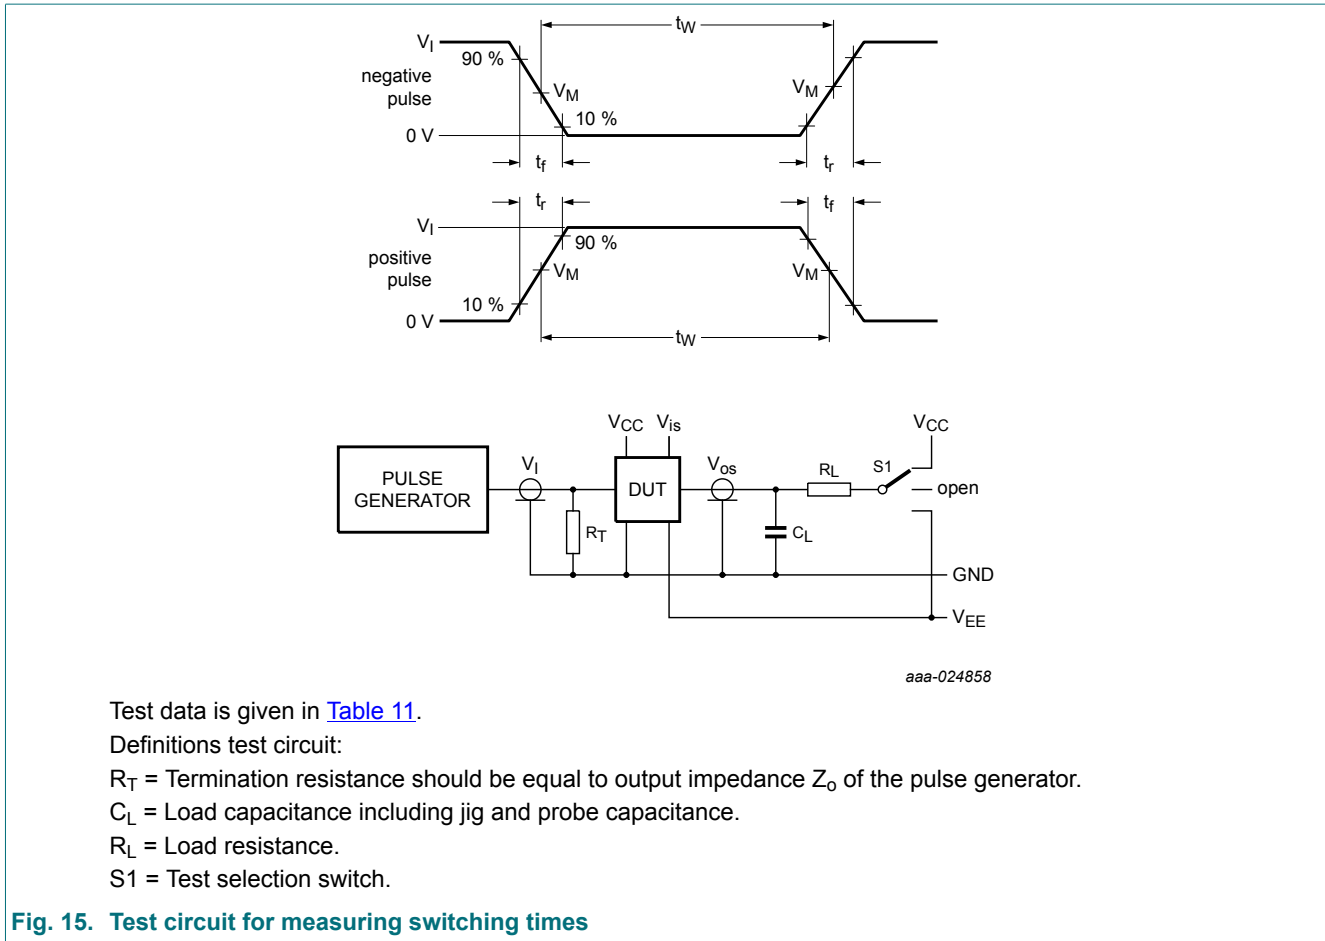 tW
VI
90 %
negative
pulse
VM
VM
10 %
0 V
tf
tr
tr
tf
VI
90 %
positive
pulse
VM
VM
10 %
0 V
tW
VCC
Vis
VCC
PULSE
GENERATOR
VI
DUT
Vos
RL
S1
open
RT
CL
GND
VEE
aaa-024858
Test data is given in Table 11.
Definitions test circuit:
RT = Termination resistance should be equal to output impedance Zo of the pulse generator.
CL = Load capacitance including jig and probe capacitance.
RL = Load resistance.
S1 = Test selection switch.
Fig. 15. Test circuit for measuring switching times